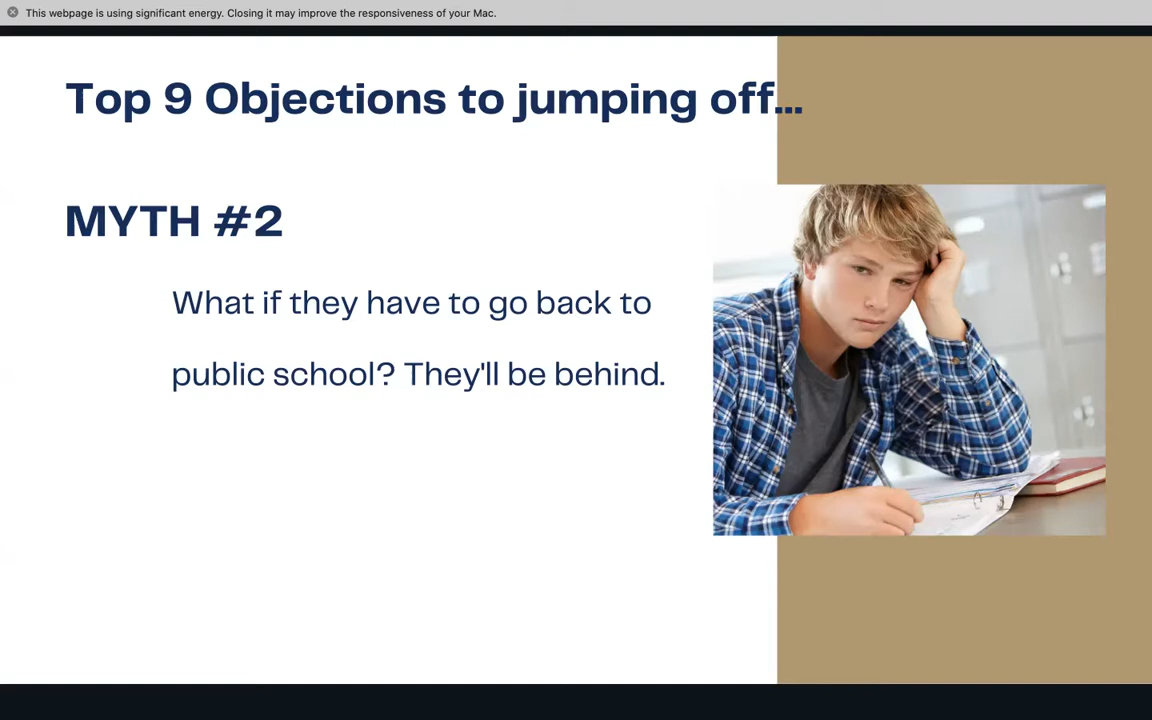 This webpage is using significant energy. Closing it may improve the responsiveness of your Mac.
Top 9 Objections to jumping off...
MYTH #2
What if they have to go back to
public school? They'll be behind.